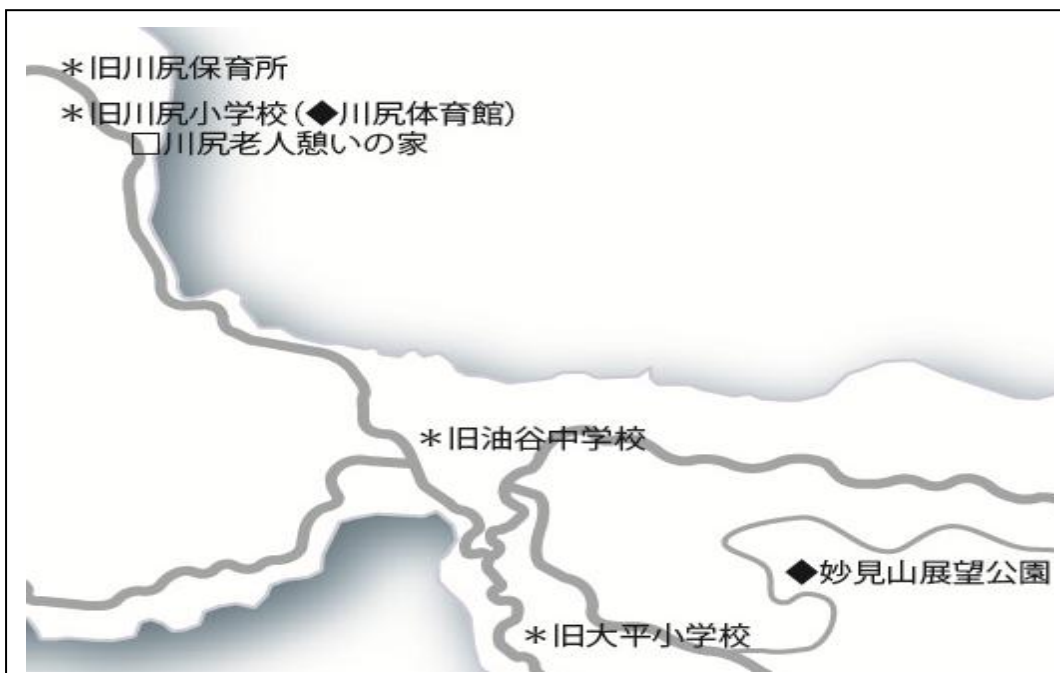 ＊旧川尻保育所
＊旧川尻小学校(◆川尻体育館)
□川尻老人憩いの家
＊旧油谷中学校
◆妙見山展望公園
＊旧大平小学校